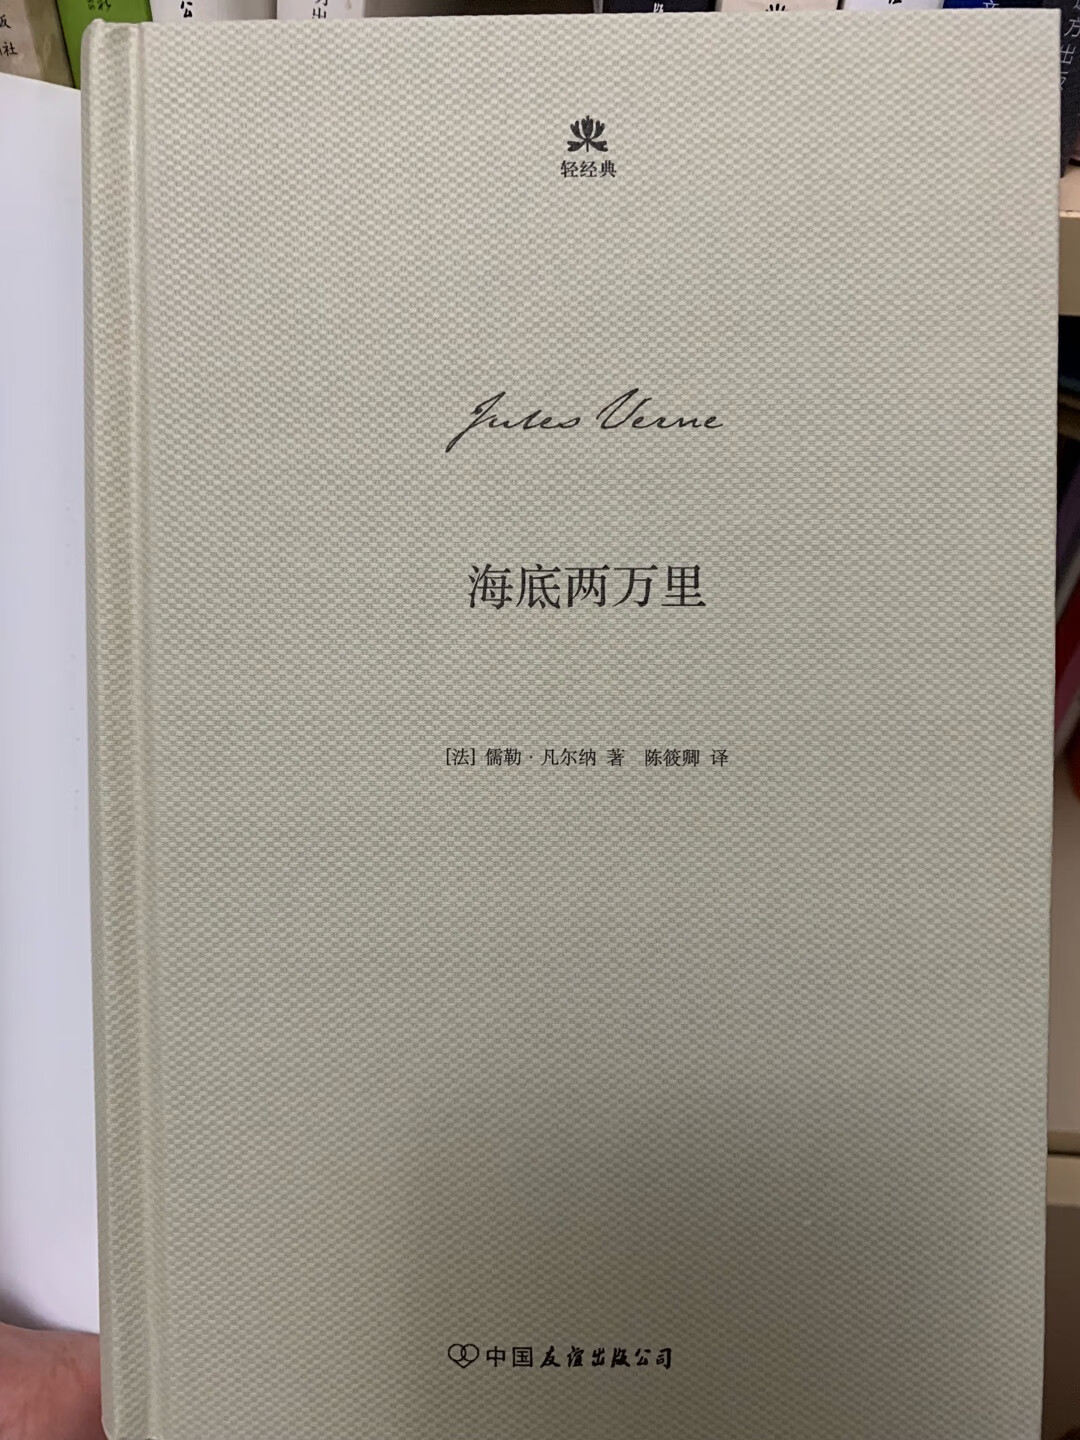 轻经典
Jules Verne
海底两万里
[法] 儒勒·凡尔纳 著 陈筱卿 译
中国友谊出版公司